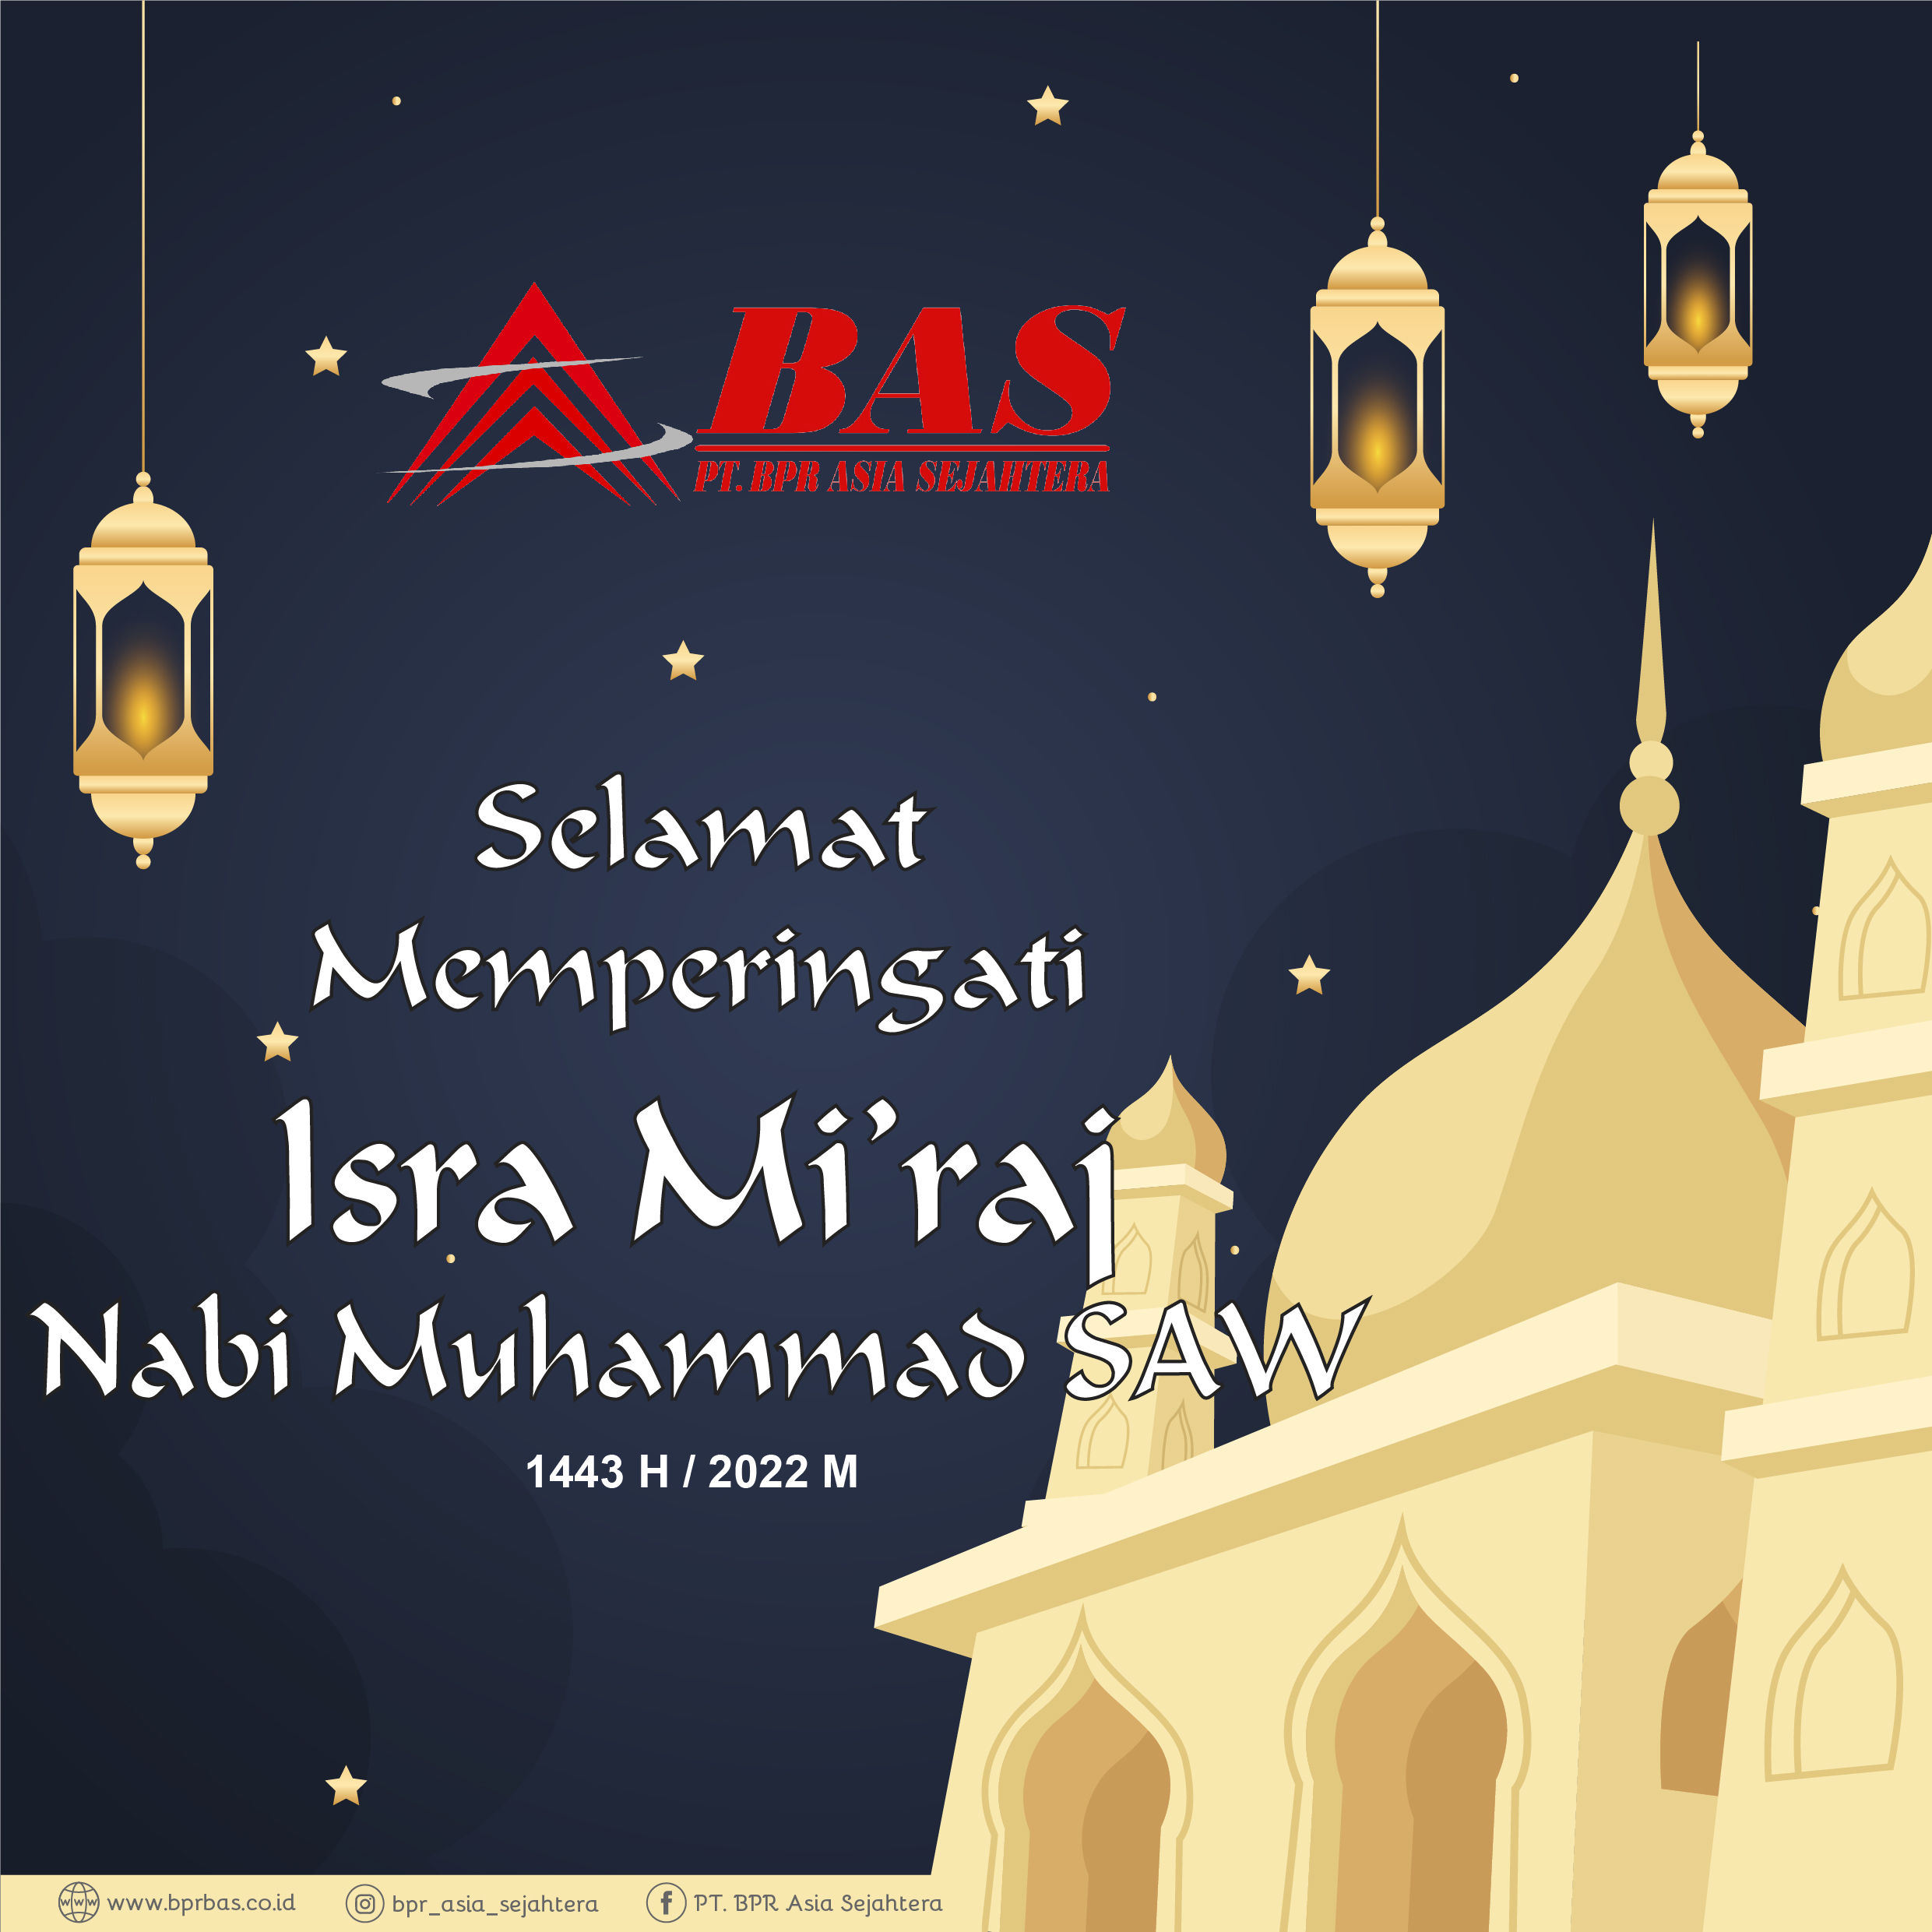 BAS
PT. BPR ASIA SEJAHTERA
Selamat
Memperingati
Isra Mi'raj
Nabi Muhammad SAW
1443 H / 2022 M
www www.bprbas.co.id bpr_asia_sejahtera f PT. BPR Asia Sejahtera